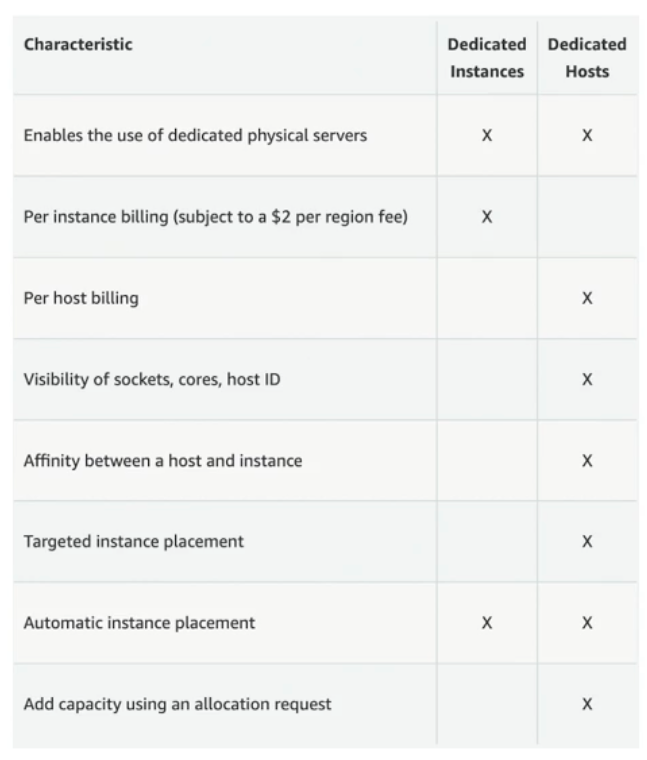 Characteristic Dedicated Instances Dedicated Hosts
Enables the use of dedicated physical servers X X
Per instance billing (subject to a $2 per region fee) X
Per host billing X
Visibility of sockets, cores, host ID X
Affinity between a host and instance X
Targeted instance placement X
Automatic instance placement X X
Add capacity using an allocation request X